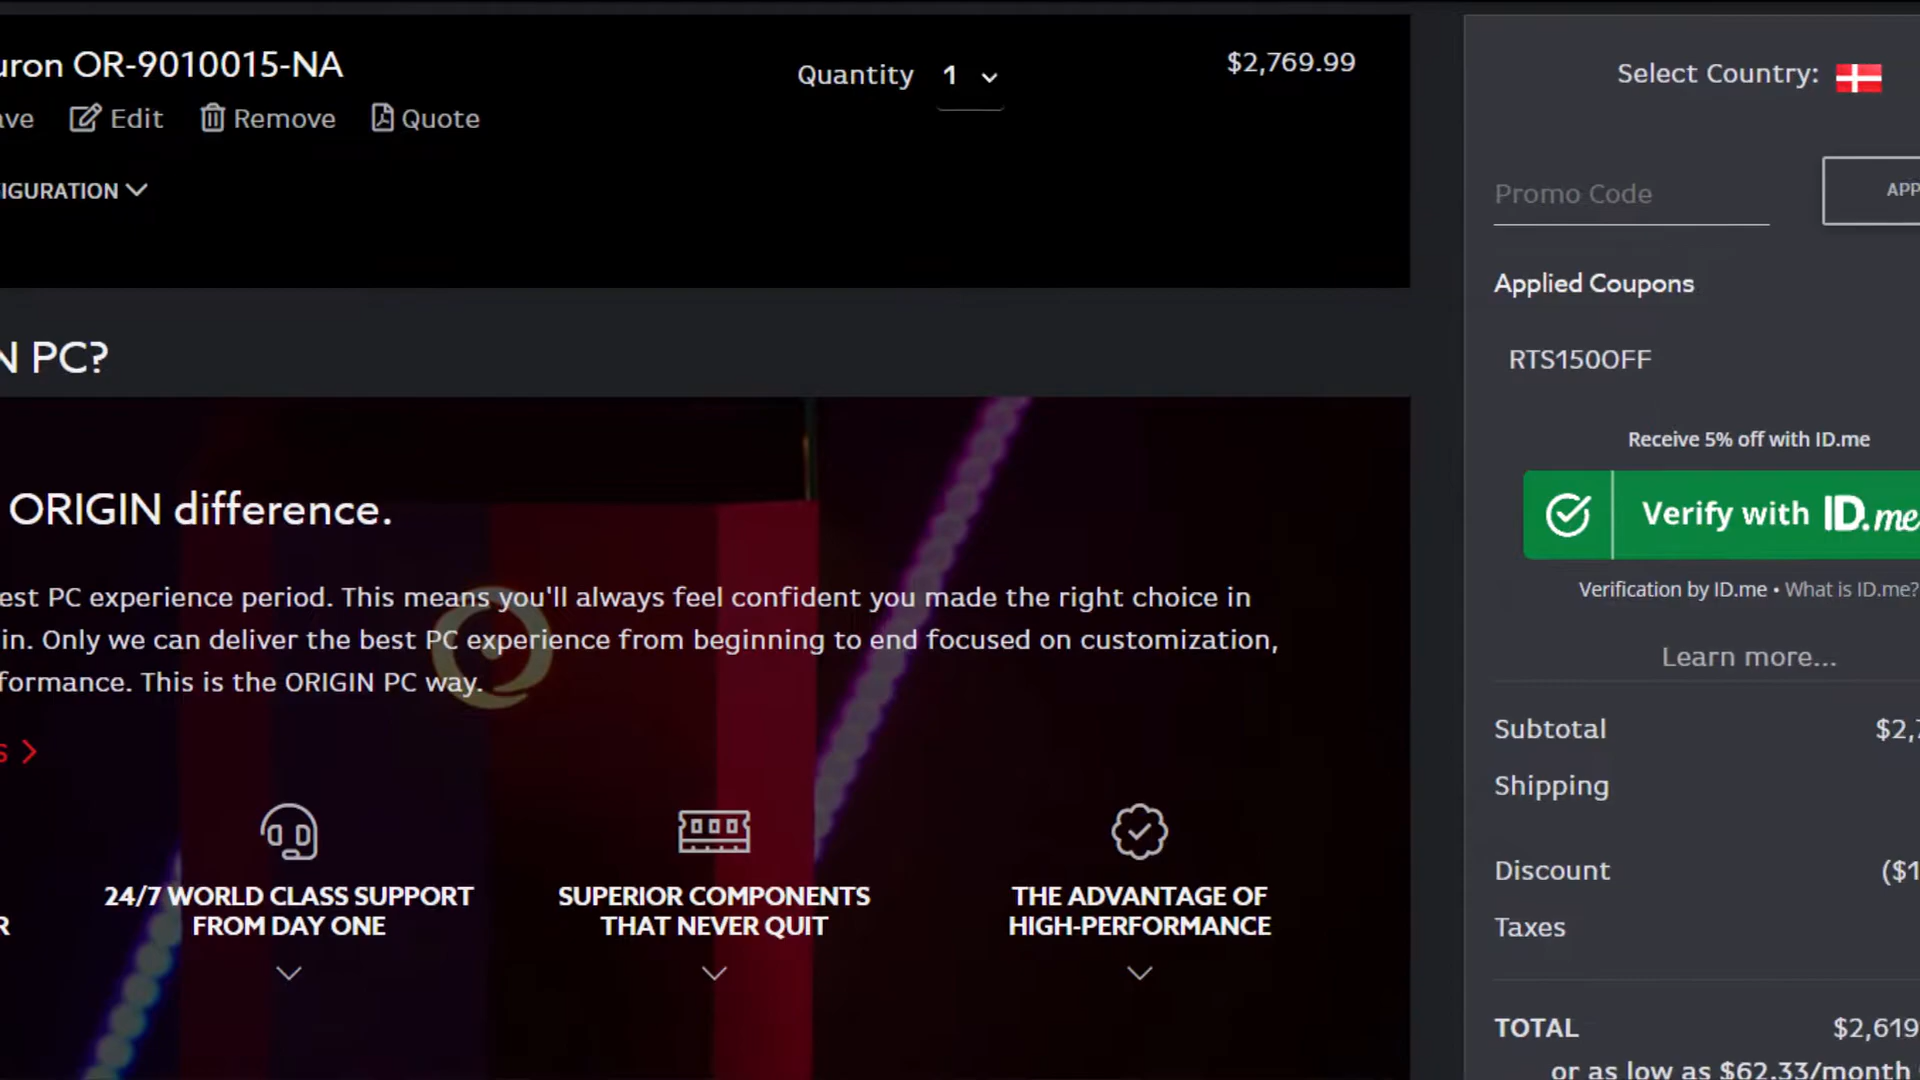 uron OR-9010015-NA
Quantity 1
$2,769.99
ve Edit Remove Quote
IGURATION
N PC?
ORIGIN difference.
est PC experience period. This means you'll always feel confident you made the right choice in
in. Only we can deliver the best PC experience from beginning to end focused on customization,
formance. This is the ORIGIN PC way.
S
R
24/7 WORLD CLASS SUPPORT
FROM DAY ONE
SUPERIOR COMPONENTS
THAT NEVER QUIT
THE ADVANTAGE OF
HIGH-PERFORMANCE
Select Country:
Promo Code
APP
Applied Coupons
RTS150OFF
Receive 5% off with ID.me
Verify with ID.me
Verification by ID.me • What is ID.me?
Learn more...
Subtotal $2,7
Shipping
Discount ($1
Taxes
TOTAL $2,619
or as low as $62.33/month